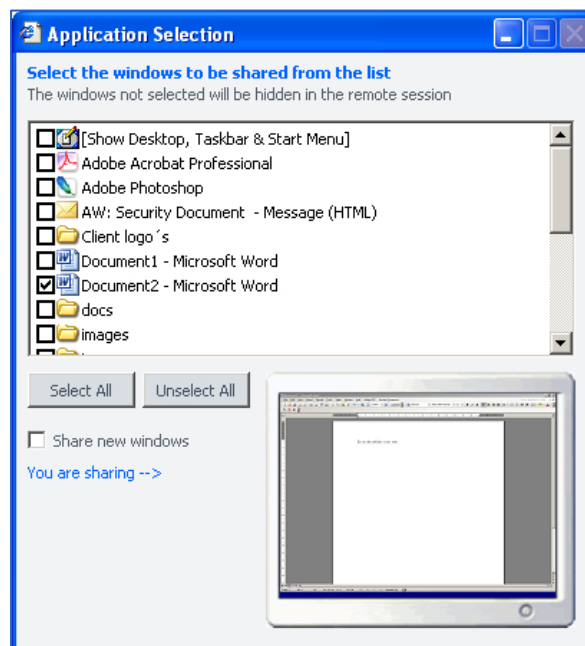 Application Selection
Select the windows to be shared from the list
The windows not selected will be hidden in the remote session
[Show Desktop, Taskbar & Start Menu]
Adobe Acrobat Professional
Adobe Photoshop
AW: Security Document - Message (HTML)
Client logo´s
Document1 - Microsoft Word
Document2 - Microsoft Word
docs
images
Select All
Unselect All
Share new windows
You are sharing -->